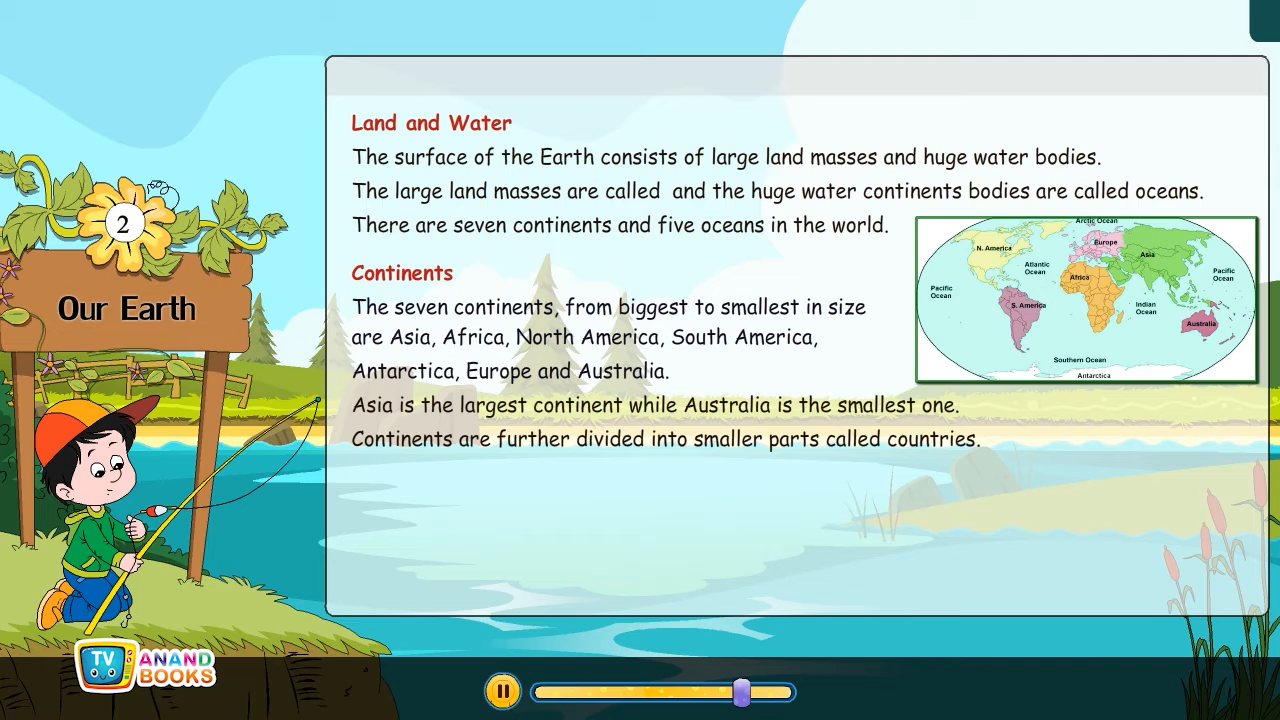 Land and Water
The surface of the Earth consists of large land masses and huge water bodies.
The large land masses are called  and the huge water continents bodies are called oceans.
There are seven continents and five oceans in the world.
Continents
The seven continents, from biggest to smallest in size
are Asia, Africa, North America, South America,
Antarctica, Europe and Australia.
Asia is the largest continent while Australia is the smallest one.
Continents are further divided into smaller parts called countries.
Arctic Ocean
N. America
Europe
Asia
Atlantic
Ocean
Africa
Pacific
Ocean
Pacific
Ocean
S. America
Indian
Ocean
Australia
Southern Ocean
Antarctica
2
Our Earth
TV
ANAND
BOOKS